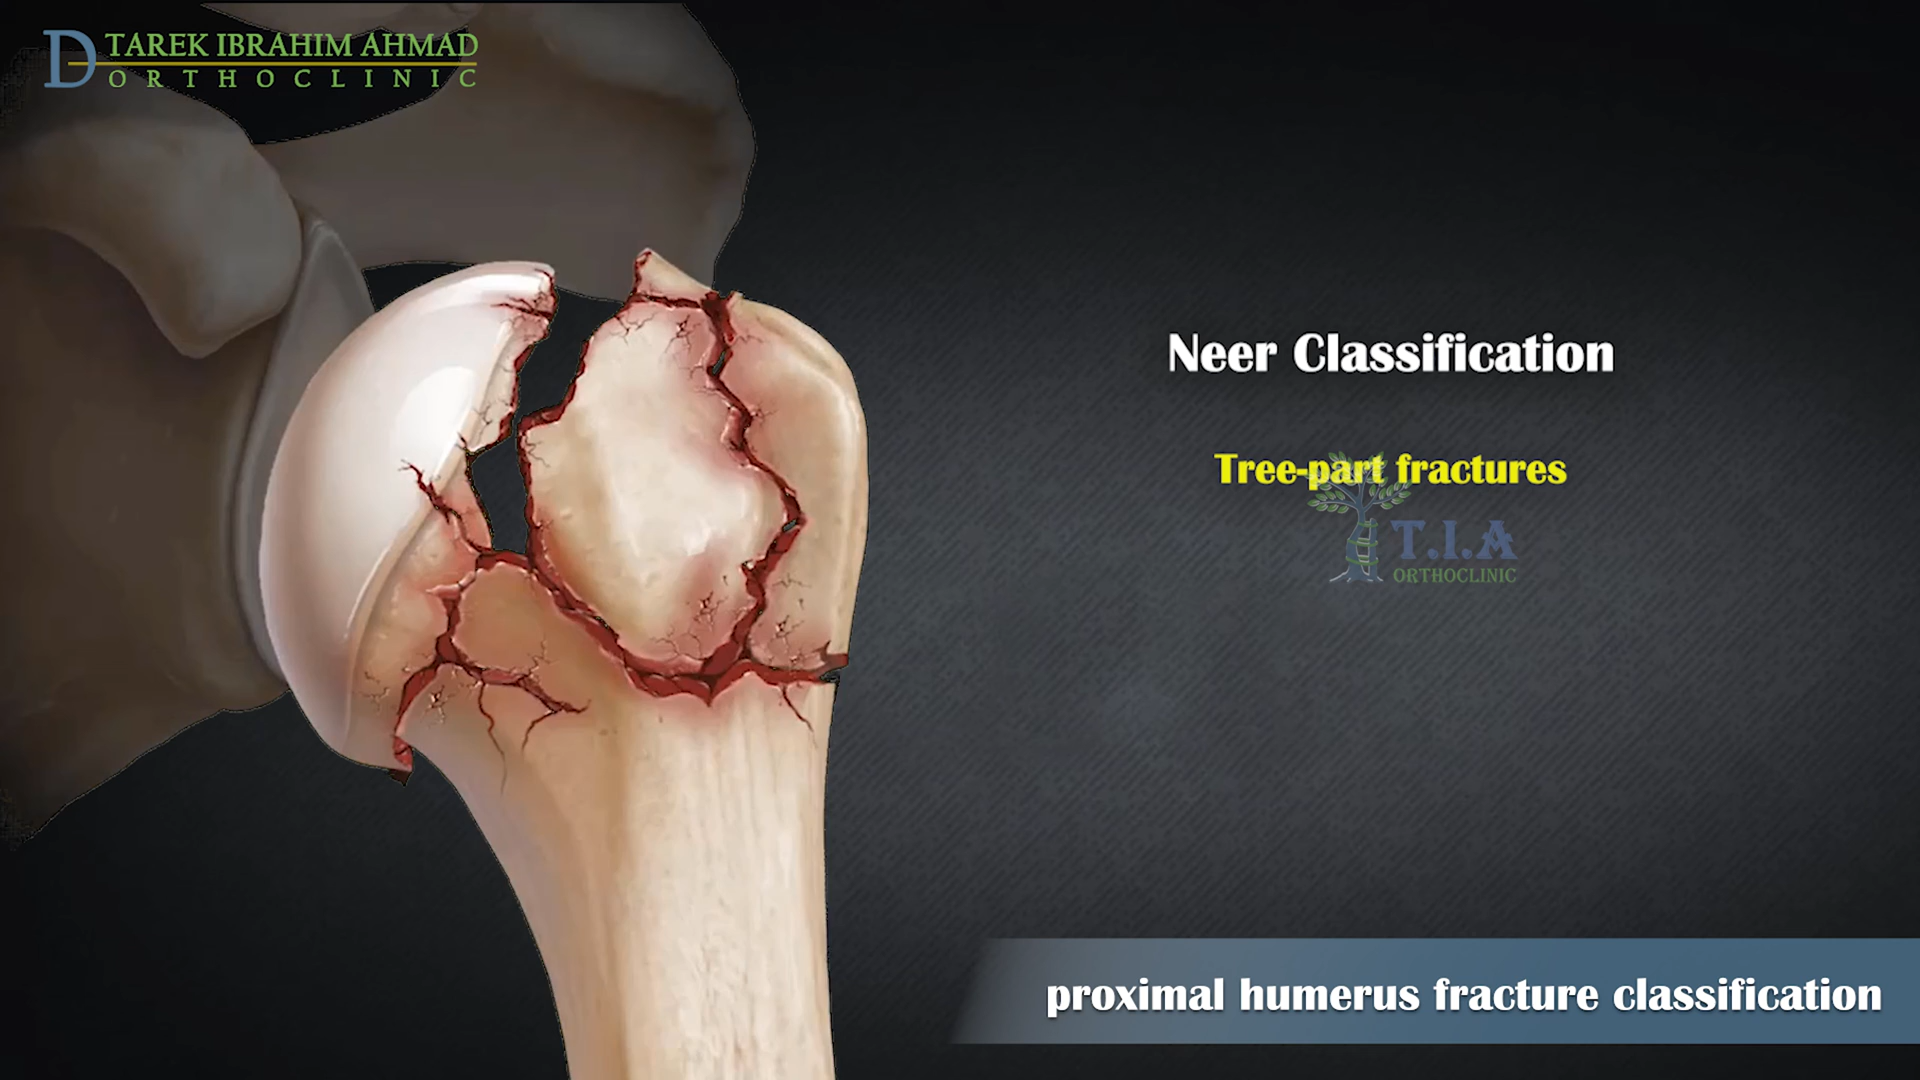 D TAREK IBRAHIM AHMAD
ORTHOCLINIC
Neer Classification
Tree-part fractures
T.I.A
ORTHOCLINIC
proximal humerus fracture classification